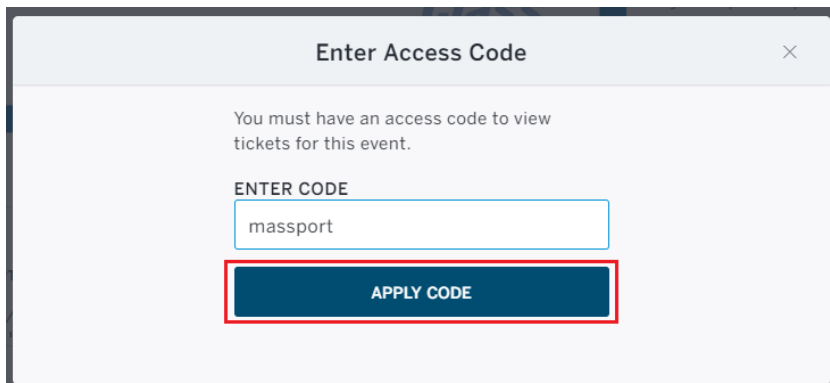 Enter Access Code
You must have an access code to view
tickets for this event.
ENTER CODE
massport
APPLY CODE